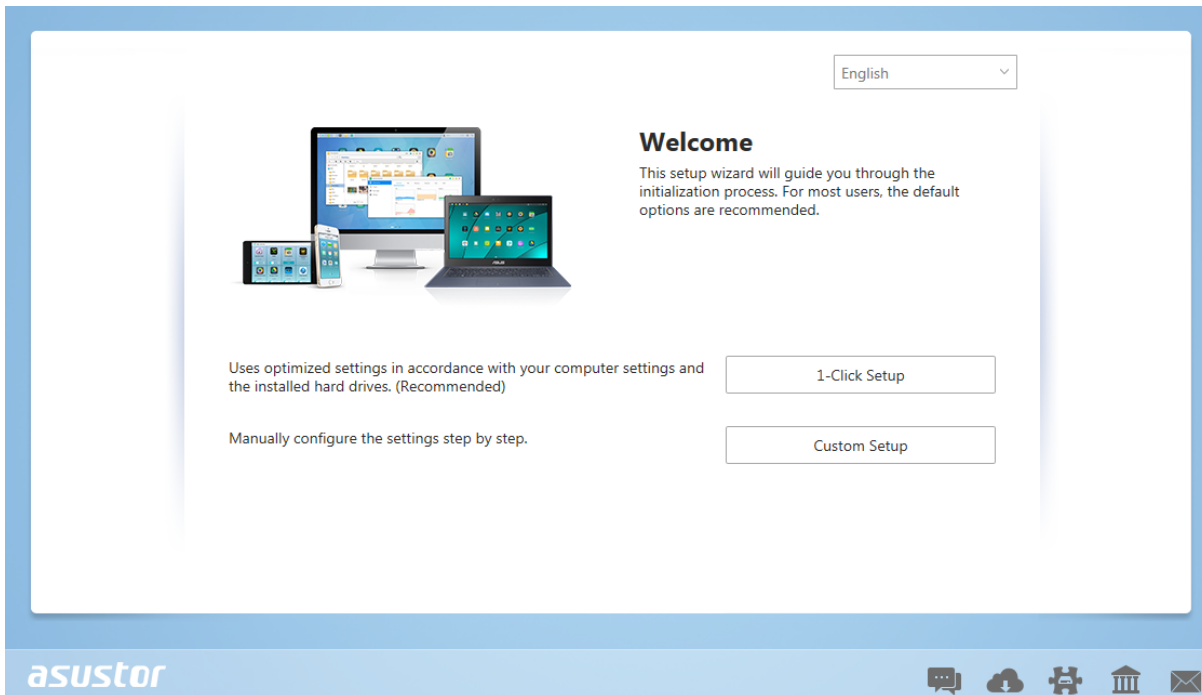 English
Welcome
This setup wizard will guide you through the
initialization process. For most users, the default
options are recommended.
Uses optimized settings in accordance with your computer settings and
the installed hard drives. (Recommended)
1-Click Setup
Manually configure the settings step by step.
Custom Setup
asustor